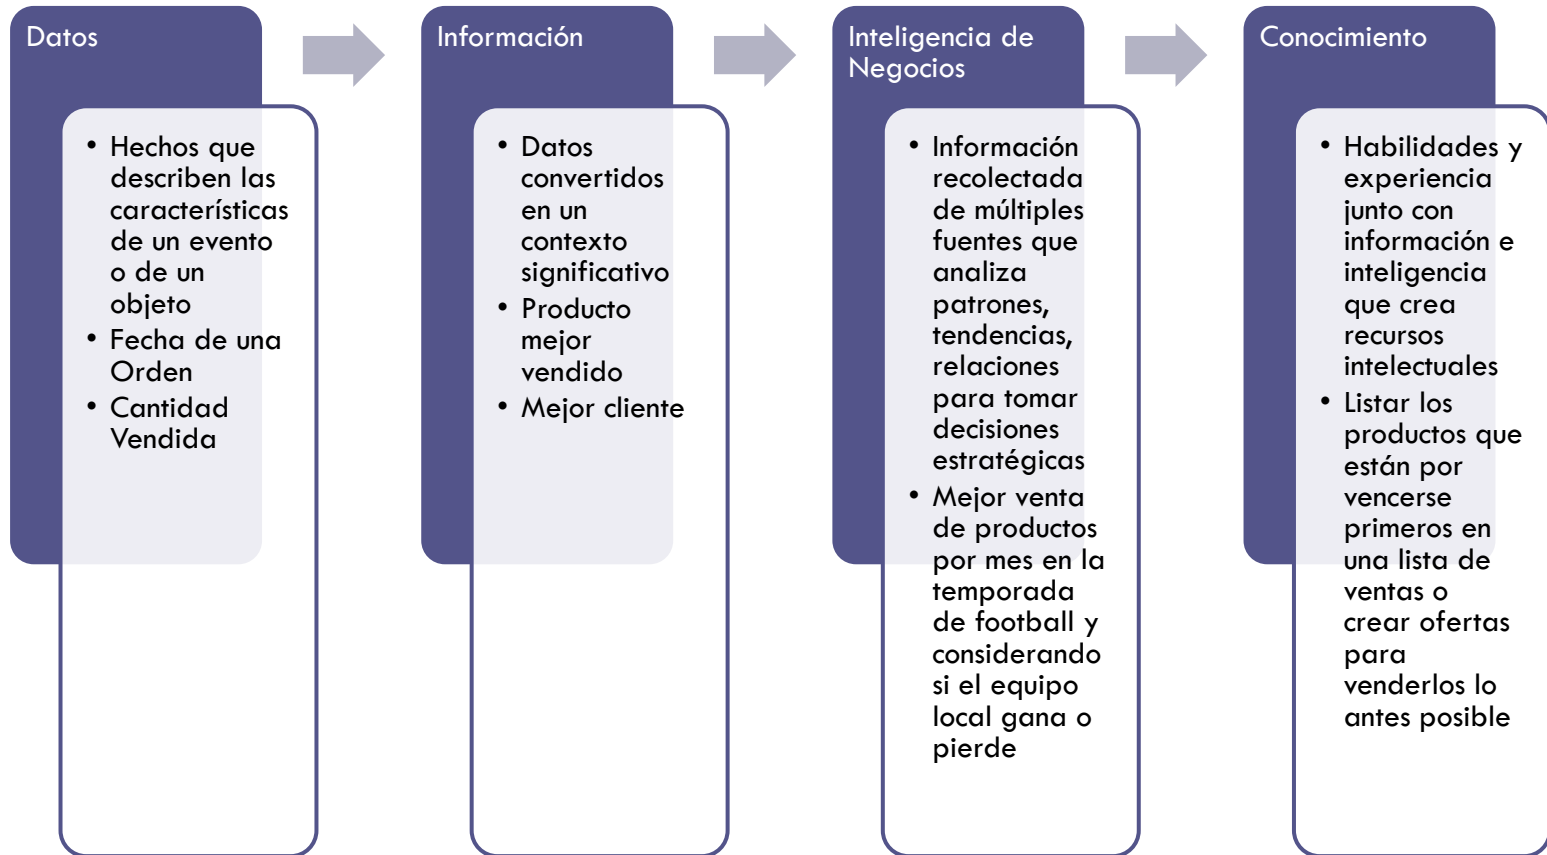 Datos
• Hechos que
describen las
características
de un evento
o de un
objeto
• Fecha de una
Orden
• Cantidad
Vendida
Información
• Datos
convertidos
en un
contexto
significativo
• Producto
mejor
vendido
• Mejor cliente
Inteligencia de
Negocios
• Información
recolectada
de múltiples
fuentes que
analiza
patrones,
tendencias,
relaciones
para tomar
decisiones
estratégicas
• Mejor venta
de productos
por mes en la
temporada
de football y
considerando
si el equipo
local gana o
pierde
Conocimiento
• Habilidades y
experiencia
junto con
información e
inteligencia
que crea
recursos
intelectuales
• Listar los
productos que
están por
vencerse
primeros en
una lista de
ventas o
crear ofertas
para
venderlos lo
antes posible